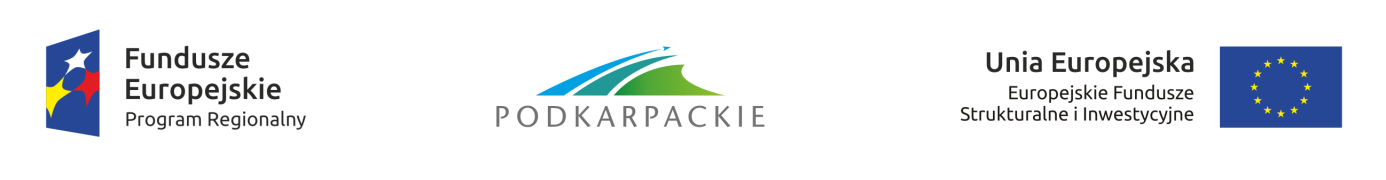 Fundusze
Europejskie
Program Regionalny
PODKARPACKIE
Unia Europejska
Europejskie Fundusze
Strukturalne i Inwestycyjne